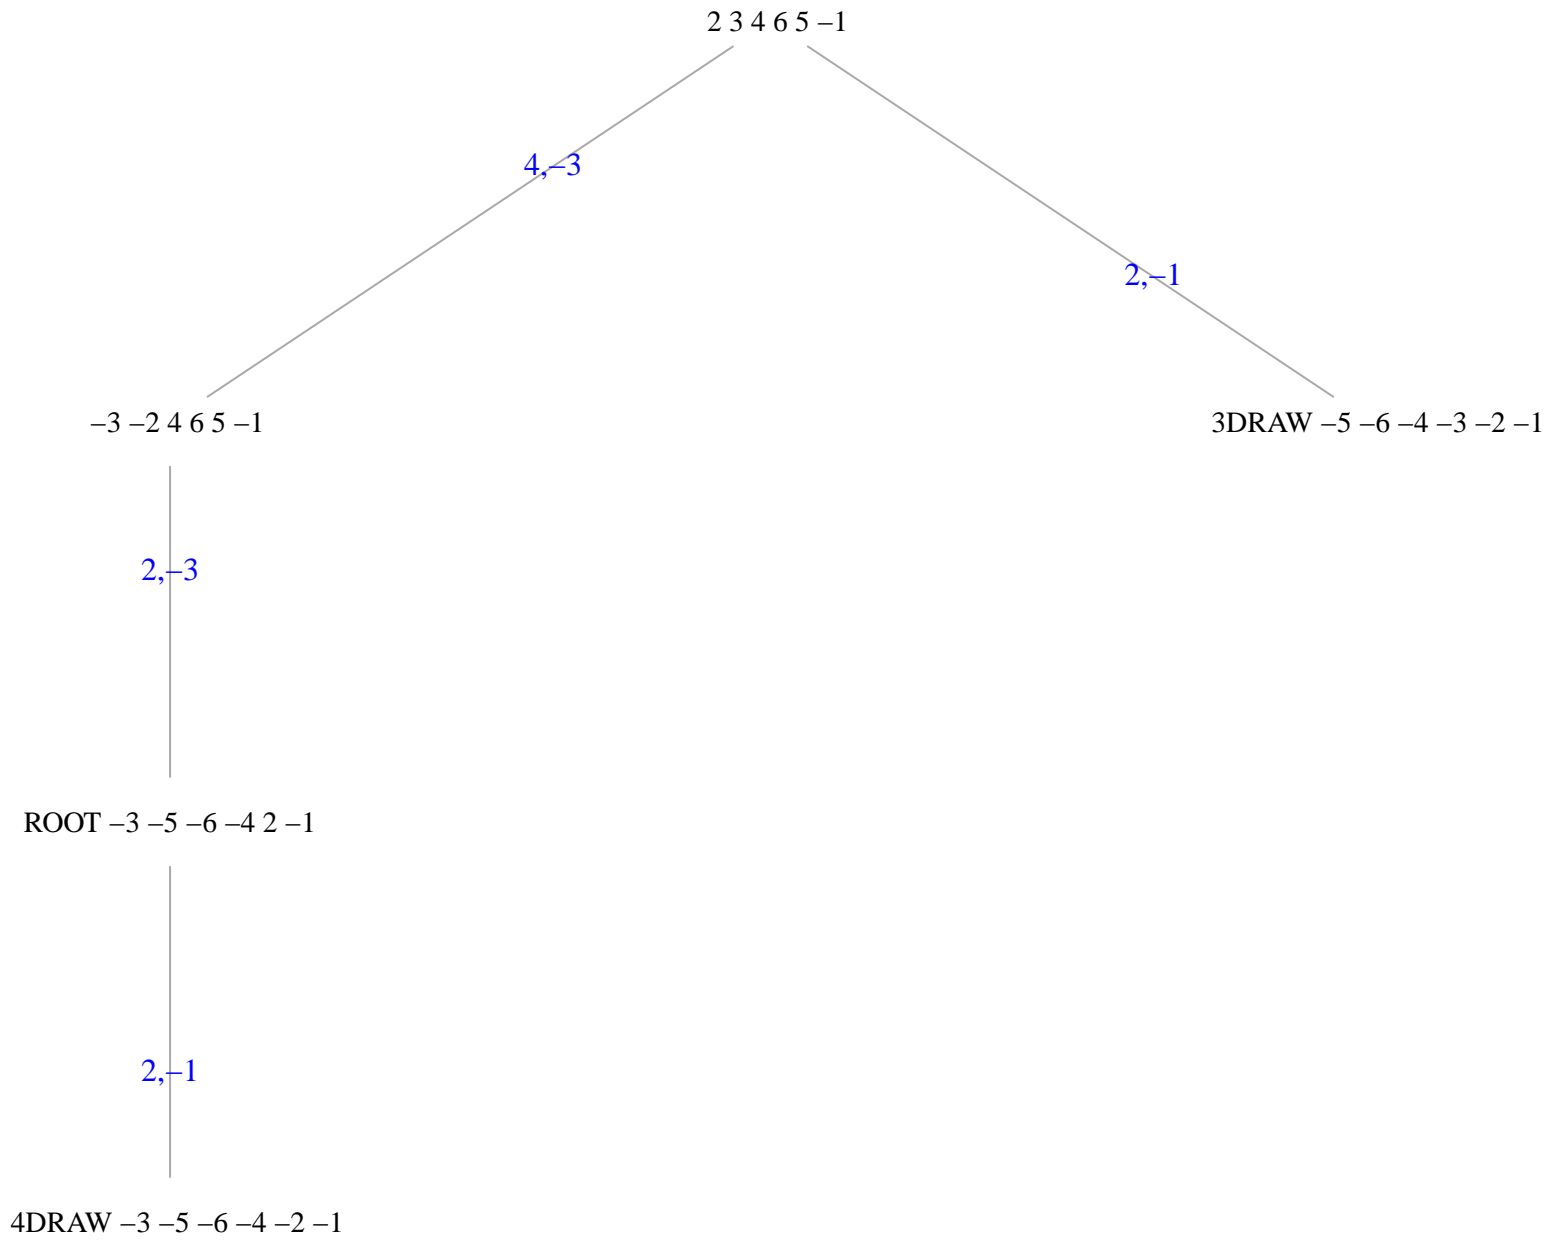 2 3 4 6 5 –1
4,–3
2,–1
–3 –2 4 6 5 –1
3DRAW –5 –6 –4 –3 –2 –1
2,–3
ROOT –3 –5 –6 –4 2 –1
2,–1
4DRAW –3 –5 –6 –4 –2 –1